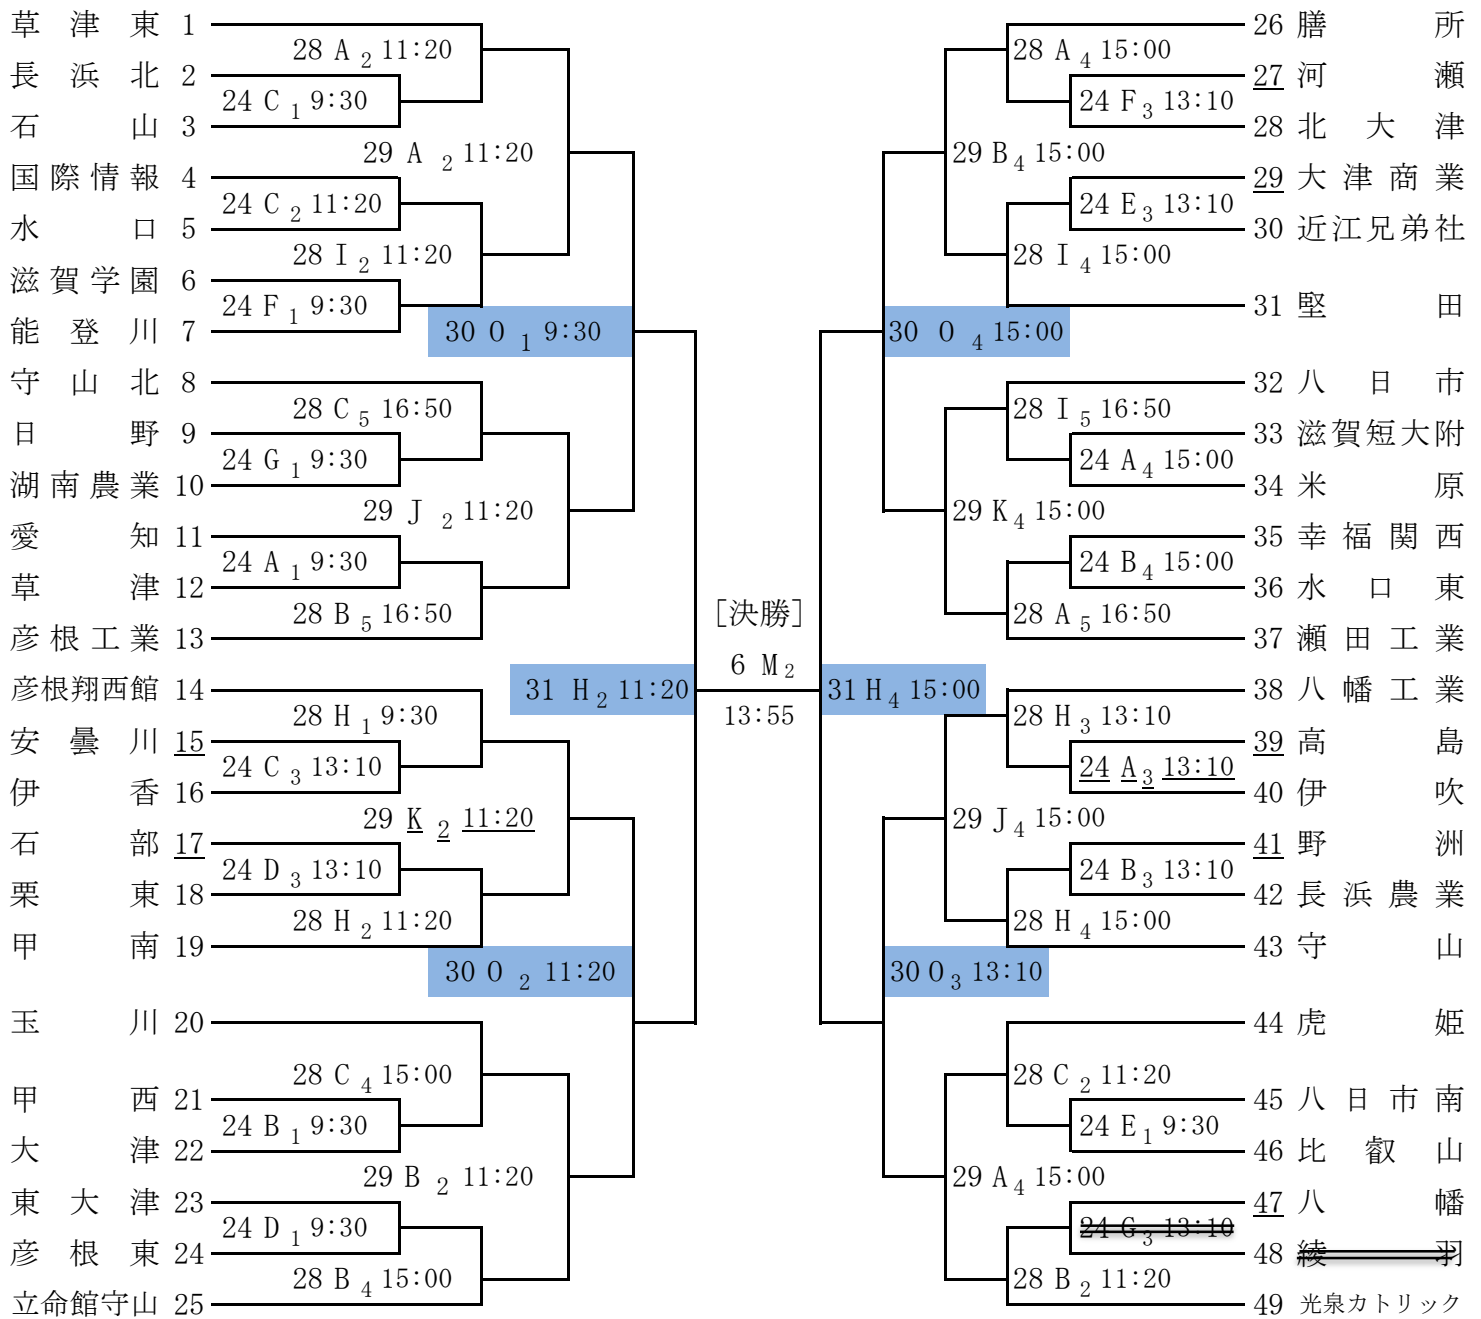 草津東 1
28 A 2 11:20
長浜北 2
24 C 1 9:30
石山 3
29 A 2 11:20
国際情報 4
24 C 2 11:20
水口 5
28 I 2 11:20
滋賀学園 6
24 F 1 9:30
能登川 7
30 O 1 9:30
守山北 8
28 C 5 16:50
日野 9
24 G 1 9:30
湖南農業 10
29 J 2 11:20
愛知 11
24 A 1 9:30
草津 12
28 B 5 16:50
彦根工業 13
彦根翔西館 14
28 H 1 9:30
安曇川 15
24 C 3 13:10
伊香 16
29 K 2 11:20
石部 17
24 D 3 13:10
栗東 18
28 H 2 11:20
甲南 19
30 O 2 11:20
玉川 20
28 C 4 15:00
甲西 21
24 B 1 9:30
大津 22
29 B 2 11:20
東大津 23
24 D 1 9:30
彦根東 24
28 B 4 15:00
立命館守山 25
31 H 2 11:20
[決勝]
6 M 2
13:55
31 H 4 15:00
26 膳所
28 A 4 15:00
27 河瀬
24 F 3 13:10
28 北大津
29 B 4 15:00
29 大津商業
24 E 3 13:10
30 近江兄弟社
28 I 4 15:00
31 堅田
30 O 4 15:00
32 八日市
28 I 5 16:50
33 滋賀短大附
24 A 4 15:00
34 米原
29 K 4 15:00
35 幸福関西
24 B 4 15:00
36 水口東
28 A 5 16:50
37 瀬田工業
38 八幡工業
28 H 3 13:10
39 高島
24 A 3 13:10
40 伊吹
29 J 4 15:00
41 野洲
24 B 3 13:10
42 長浜農業
28 H 4 15:00
43 守山
30 O 3 13:10
44 虎姫
28 C 2 11:20
45 八日市南
24 E 1 9:30
46 比叡山
29 A 4 15:00
47 八幡
24 G 3 13:10
48 綾羽
28 B 2 11:20
49 光泉カトリック